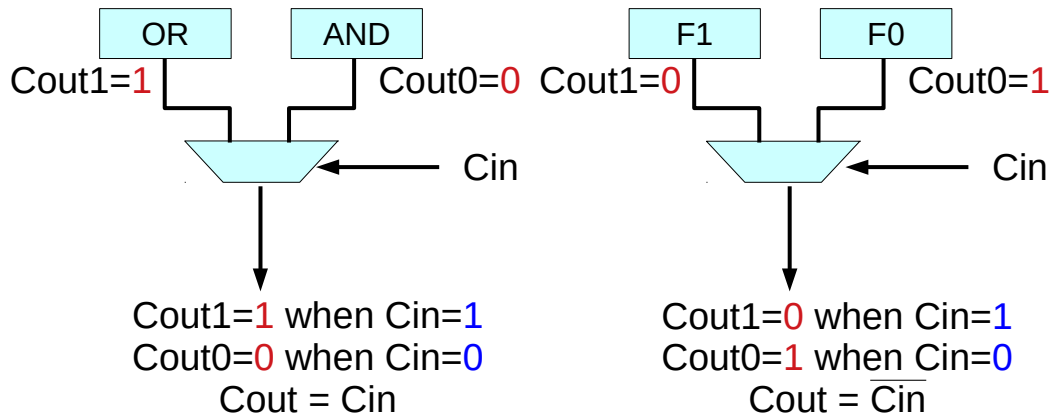 OR
AND
Cout1=1
Cout0=0
Cin
Cout1=1 when Cin=1
Cout0=0 when Cin=0
Cout = Cin
F1
F0
Cout1=0
Cout0=1
Cin
Cout1=0 when Cin=1
Cout0=1 when Cin=0
Cout = C̅i̅n̅